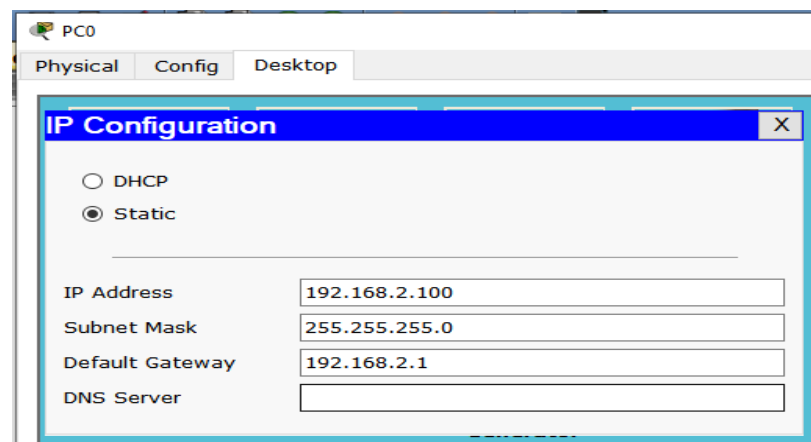 PC0
Physical Config Desktop
IP Configuration X
DHCP
Static
IP Address 192.168.2.100
Subnet Mask 255.255.255.0
Default Gateway 192.168.2.1
DNS Server